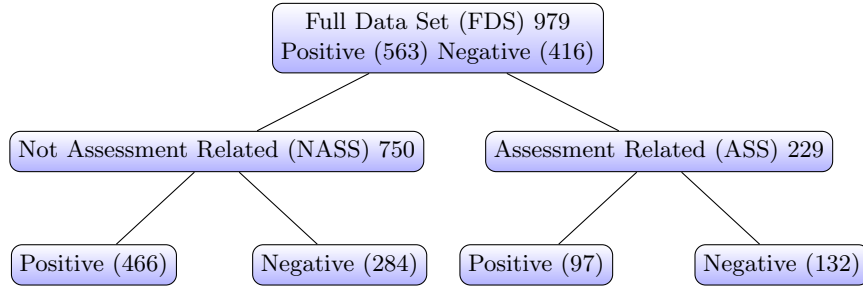 Full Data Set (FDS) 979
Positive (563) Negative (416)
Not Assessment Related (NASS) 750
Assessment Related (ASS) 229
Positive (466)
Negative (284)
Positive (97)
Negative (132)